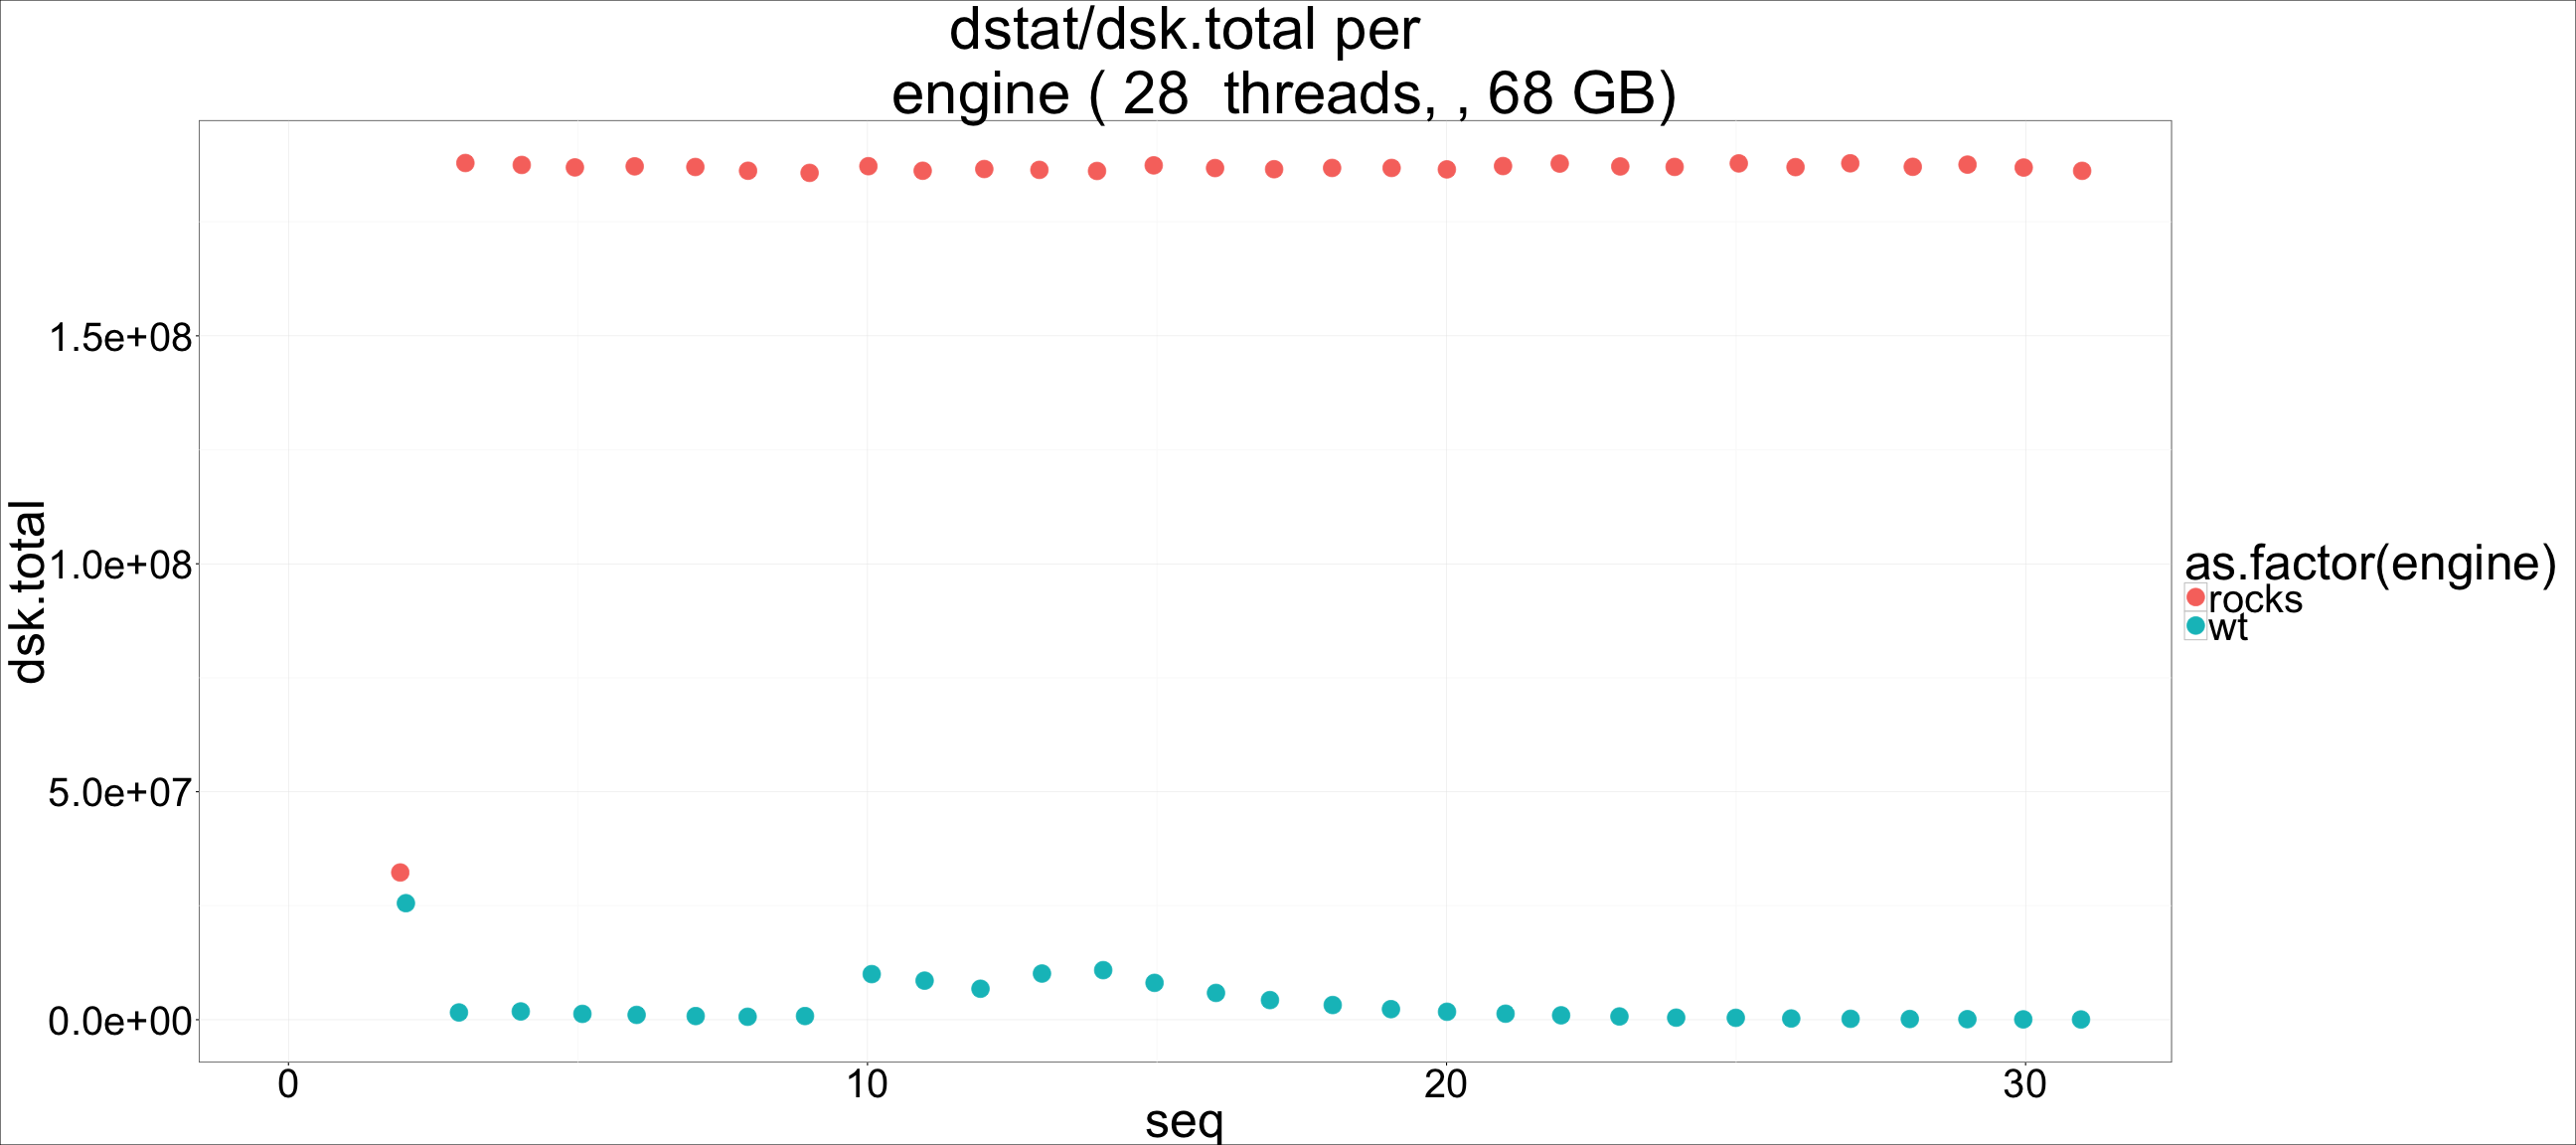 dstat/dsk.total per
engine ( 28  threads, , 68 GB)
dsk.total
1.5e+08
1.0e+08
5.0e+07
0.0e+00
0
10
20
30
seq
as.factor(engine)
rocks
wt